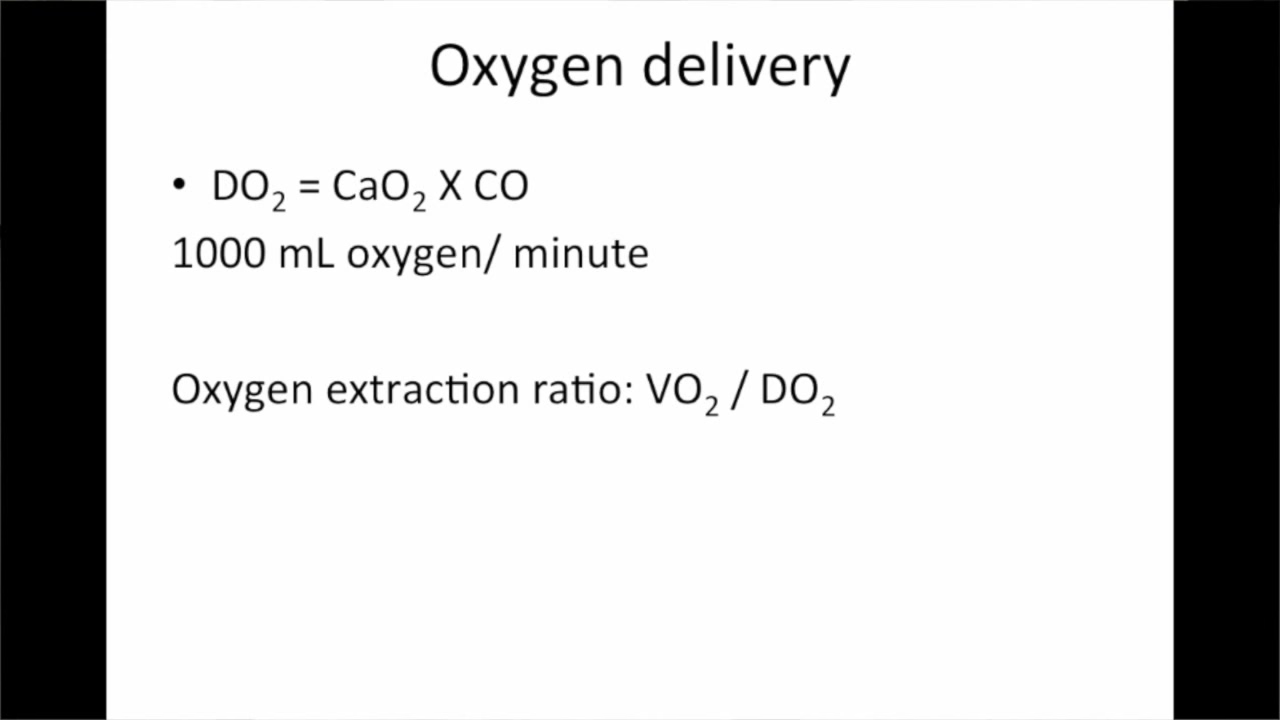 Oxygen delivery
• DO₂ = CaO₂ X CO
1000 mL oxygen/ minute
Oxygen extraction ratio: VO₂ / DO₂